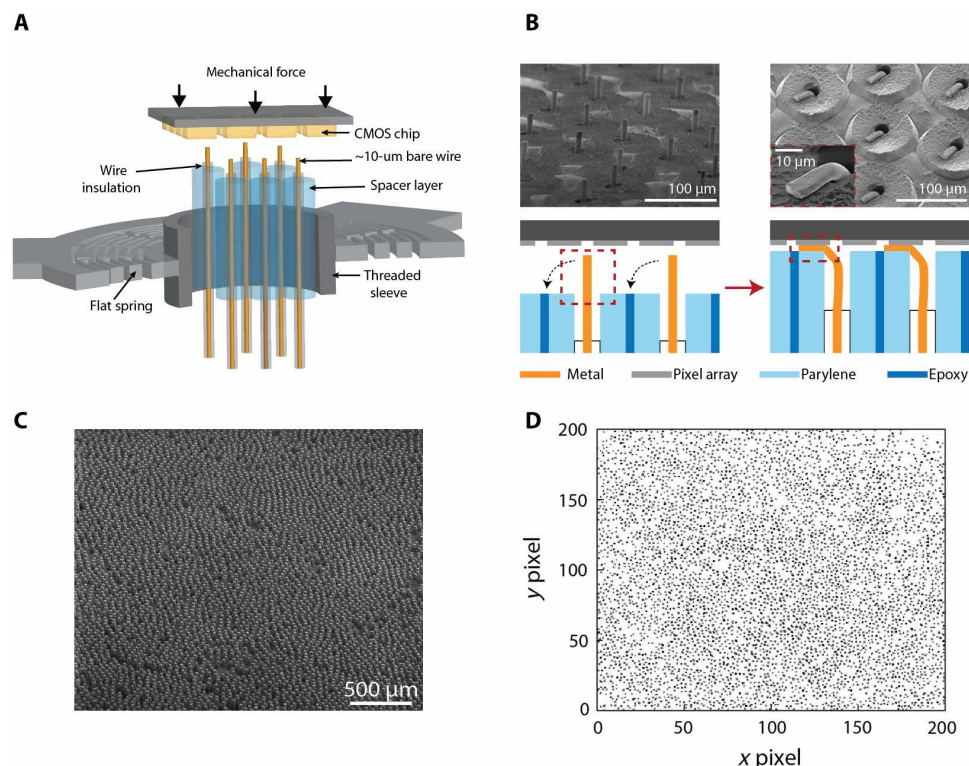 A
Mechanical force
CMOS chip
Wire
insulation
~10-um bare wire
Spacer layer
Flat spring
Threaded
sleeve
B
100 µm
10 µm
100 µm
Metal
Pixel array
Parylene
Epoxy
C
500 µm
D
200
150
100
50
0
y pixel
0
50
100
150
200
x pixel